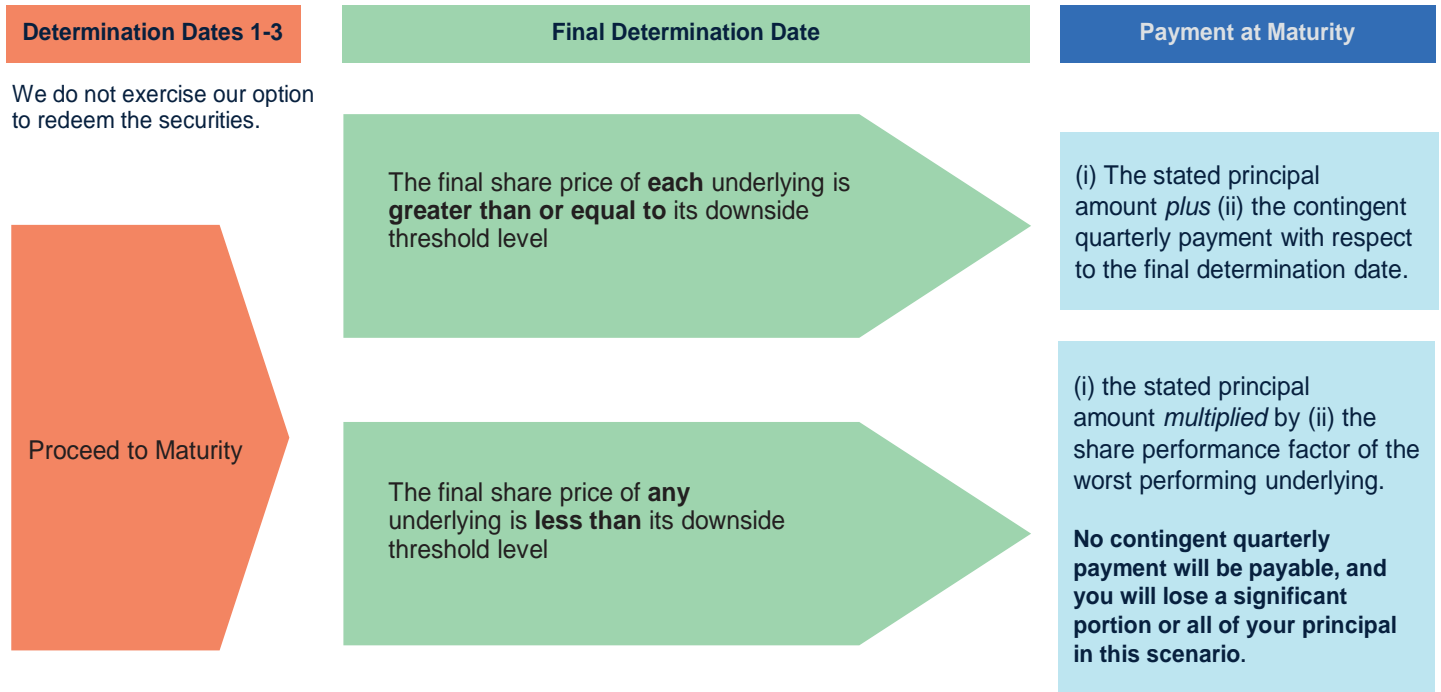 Determination Dates 1-3
Final Determination Date
Payment at Maturity
We do not exercise our option
to redeem the securities.
Proceed to Maturity
The final share price of each underlying is
greater than or equal to its downside
threshold level
(i) The stated principal
amount plus (ii) the contingent
quarterly payment with respect
to the final determination date.
The final share price of any
underlying is less than its downside
threshold level
(i) the stated principal
amount multiplied by (ii) the
share performance factor of the
worst performing underlying.
No contingent quarterly
payment will be payable, and
you will lose a significant
portion or all of your principal
in this scenario.